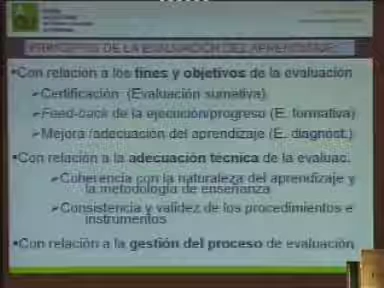 PRINCIPIOS DE LA EVALUACIÓN DEL APRENDIZAJE
•Con relación a los fines y objetivos de la evaluación
➢Certificación (Evaluación sumativa)
➢Feed-back de la ejecución/progreso (E. formativa)
➢Mejora /adecuación del aprendizaje (E. diagnóst.)
•Con relación a la adecuación técnica de la evaluac.
➢Coherencia con la naturaleza del aprendizaje y
la metodología de enseñanza
➢Consistencia y validez de los procedimientos e
instrumentos
•Con relación a la gestión del proceso de evaluación